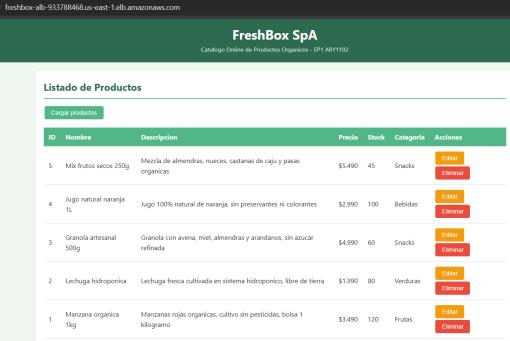 freshbox-alb-933788468.us-east-1.elb.amazonaws.com
FreshBox SpA
Catalogo Online de Productos Organicos - EP1 ARY1102
Listado de Productos
Cargar productos
ID Nombre Descripcion Precio Stock Categoria Acciones
5 Mix frutos secos 250g Mezcla de almendras, nueces, castanas de caju y pasas organicas $5.490 45 Snacks Editar Eliminar
4 Jugo natural naranja 1L Jugo 100% natural de naranja, sin preservantes ni colorantes $2.990 100 Bebidas Editar Eliminar
3 Granola artesanal 500g Granola con avena, miel, almendras y arandanos, sin azucar refinada $4.990 60 Snacks Editar Eliminar
2 Lechuga hidroponica Lechuga fresca cultivada en sistema hidroponico, libre de tierra $1.990 80 Verduras Editar Eliminar
1 Manzana organica 1kg Manzanas rojas organicas, cultivo sin pesticidas, bolsa 1 kilogramo $3.490 120 Frutas Editar Eliminar